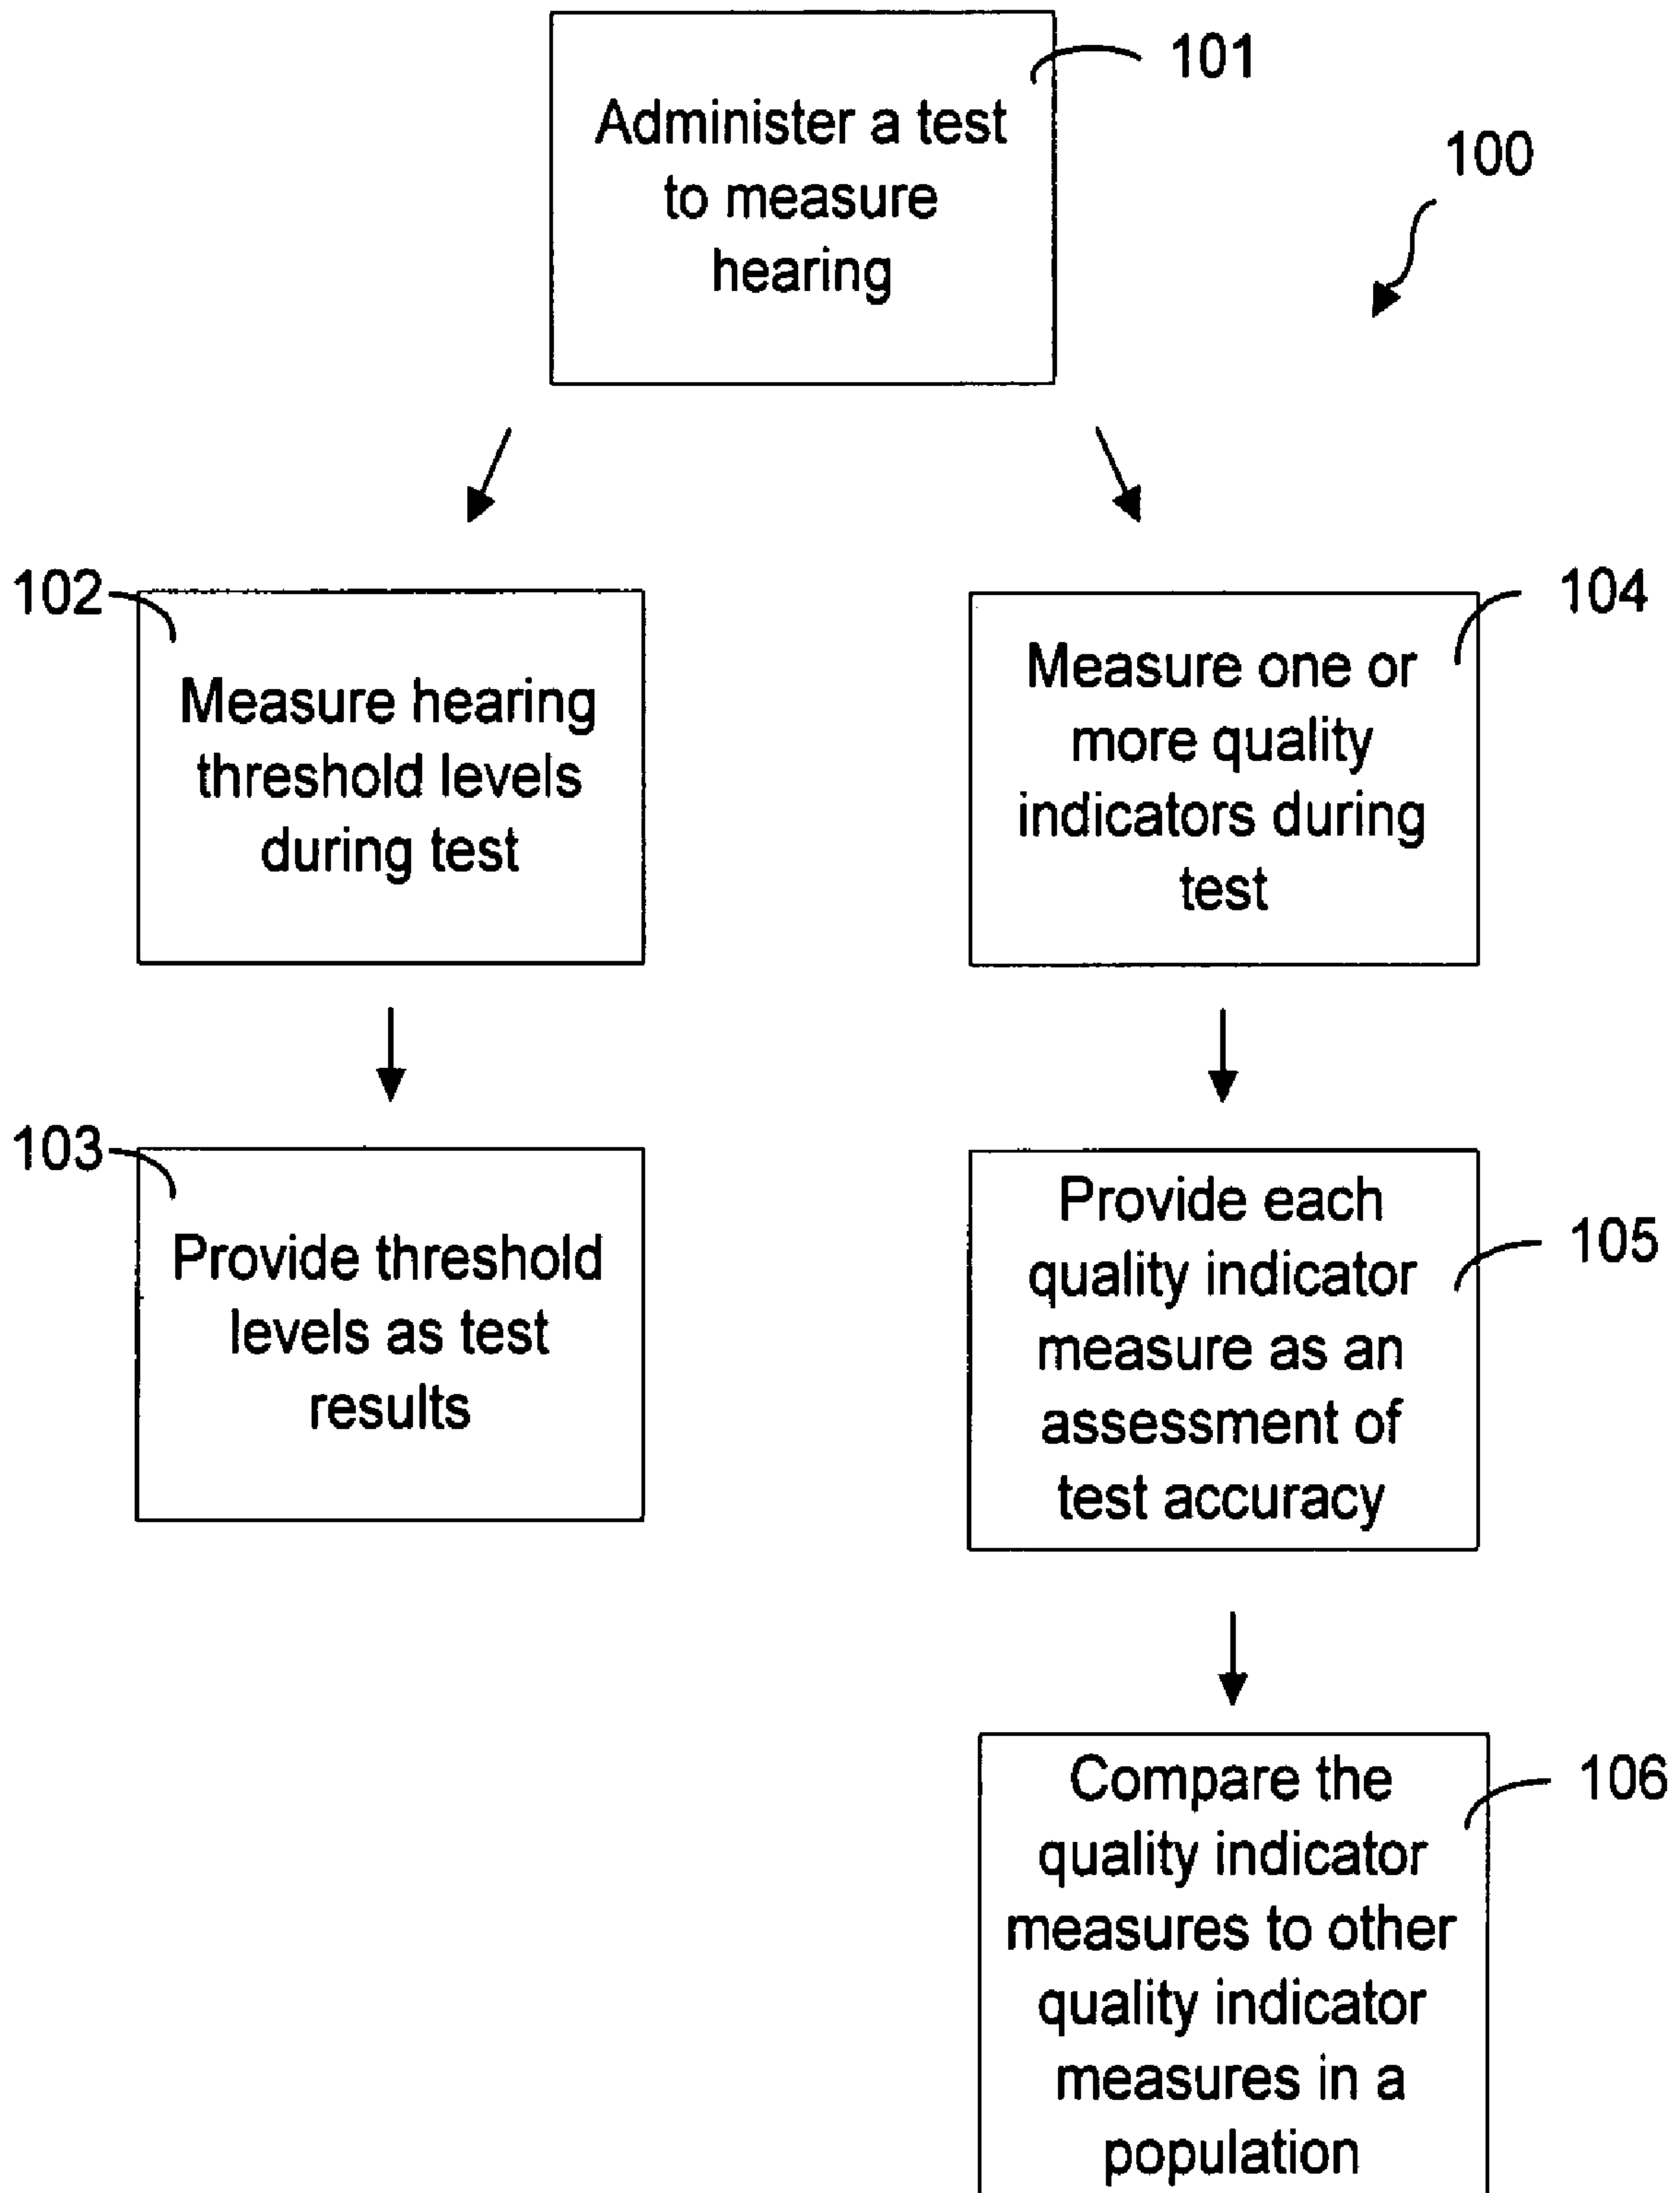 101
Administer a test
to measure
hearing
100
102
Measure hearing
threshold levels
during test
104
Measure one or
more quality
indicators during
test
103
Provide threshold
levels as test
results
105
Provide each
quality indicator
measure as an
assessment of
test accuracy
106
Compare the
quality indicator
measures to other
quality indicator
measures in a
population